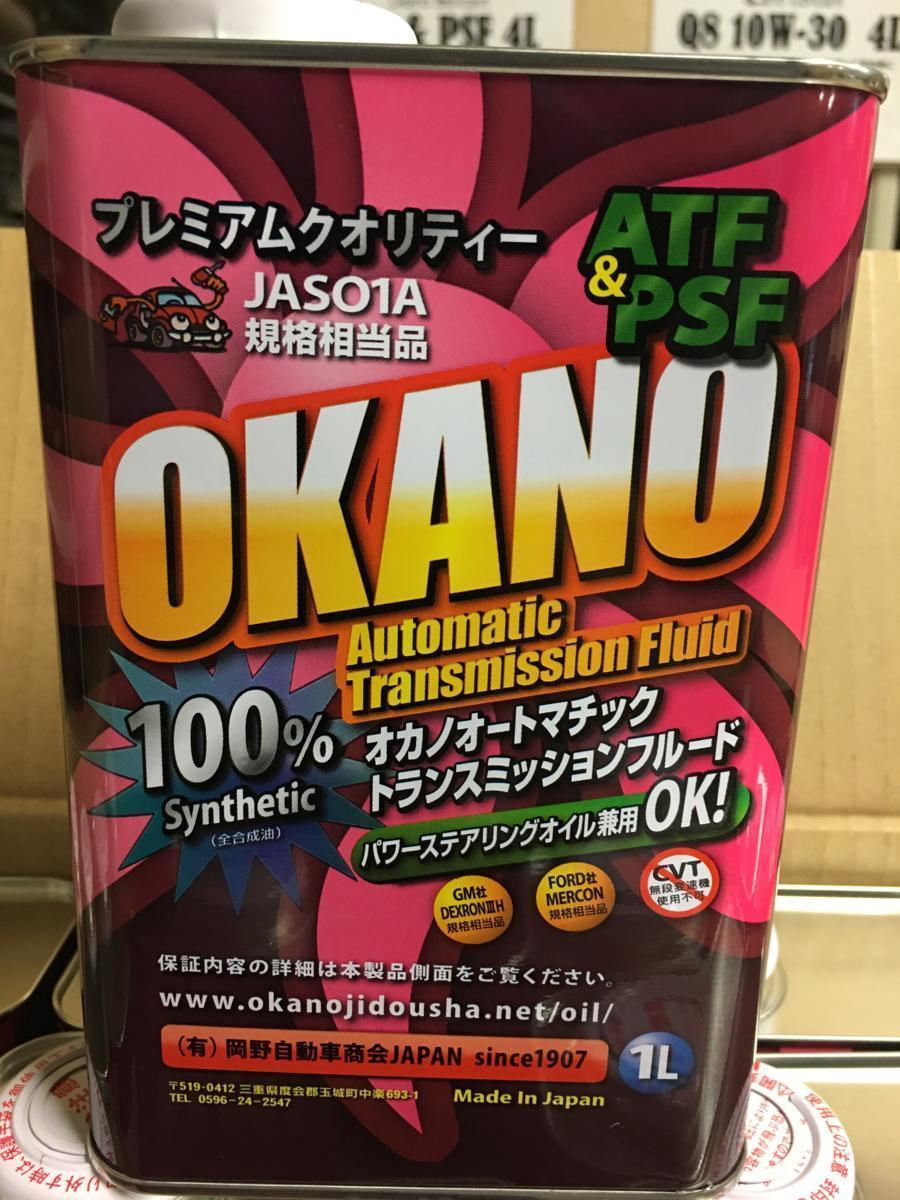 & PSF 4L
QS 10W-30 4L
プレミアムクオリティー
ATF
&
PSF
JASO1A
規格相当品
OKANO
Automatic
Transmission Fluid
100%
Synthetic
(全合成油)
オカノオートマチック
トランスミッションフルード
パワーステアリングオイル兼用 OK!
GM社
DEXRONⅢH
規格相当品
FORD社
MERCON
規格相当品
CVT
無段変速機
使用不可
保証内容の詳細は本製品側面をご覧ください。
www.okanojidousha.net/oil/
(有)岡野自動車商会JAPAN since1907
1L
〒519-0412 三重県度会郡玉城町中楽693-1
TEL 0596-24-2547
Made In Japan
使用上の注意